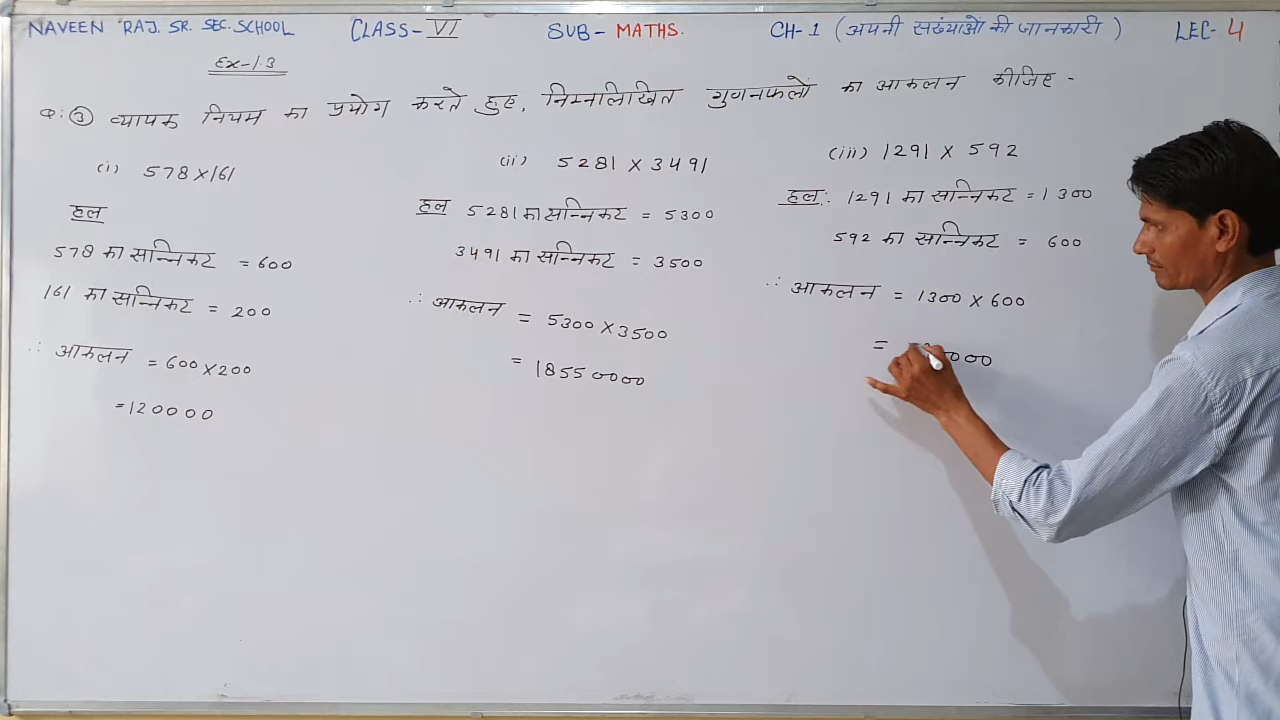 NAVEEN RAJ. SR. SEC. SCHOOL CLASS-VI SUB- MATHS. CH-1 (अपनी संख्याओं की जानकारी) LEC- 4
Ex-1.3
Q: ③ व्यापक नियम का प्रयोग करते हुए, निम्नलिखित गुणनफलों का आकलन कीजिए -
(i) 578×161
हल
578 का सन्निकट = 600
161 का सन्निकट = 200
∴ आकलन = 600×200
=120000
(ii) 5281 × 3491
हल 5281 का सन्निकट = 5300
3491 का सन्निकट = 3500
∴ आकलन = 5300×3500
= 18550000
(iii) 1291 × 592
हल: 1291 का सन्निकट = 1300
592 का सन्निकट = 600
∴ आकलन = 1300 × 600
=